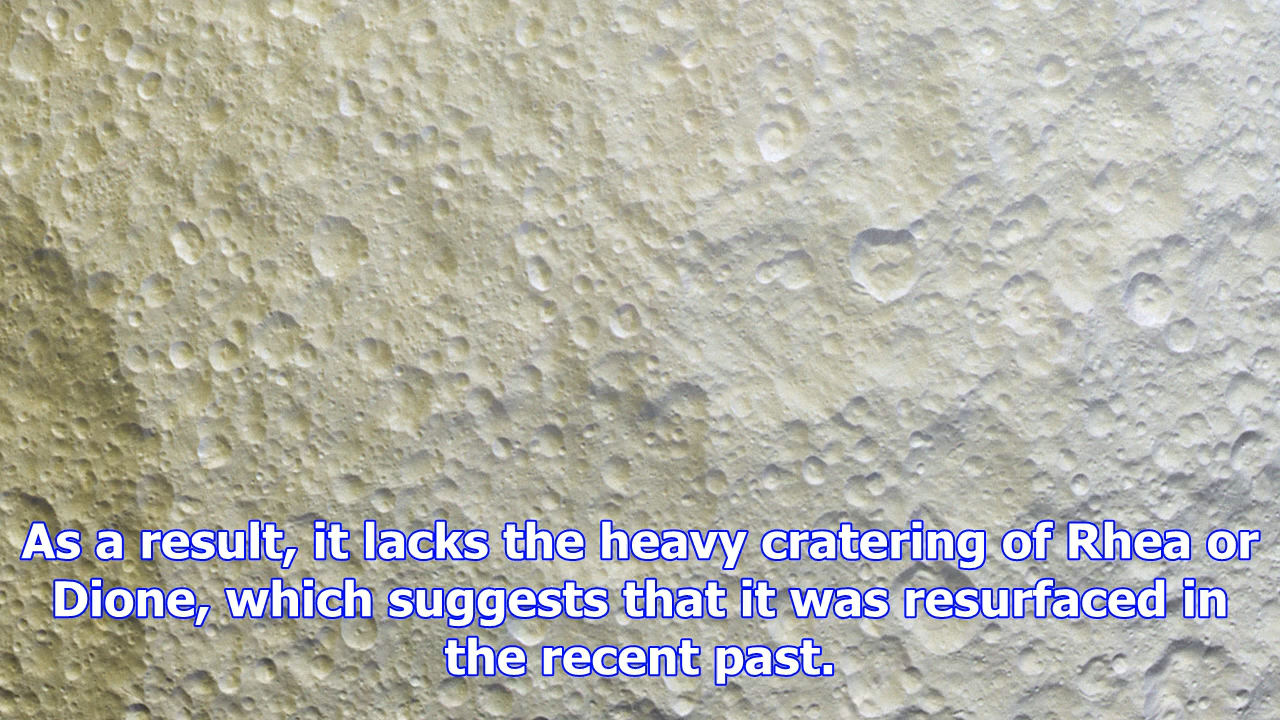 As a result, it lacks the heavy cratering of Rhea or
Dione, which suggests that it was resurfaced in
the recent past.